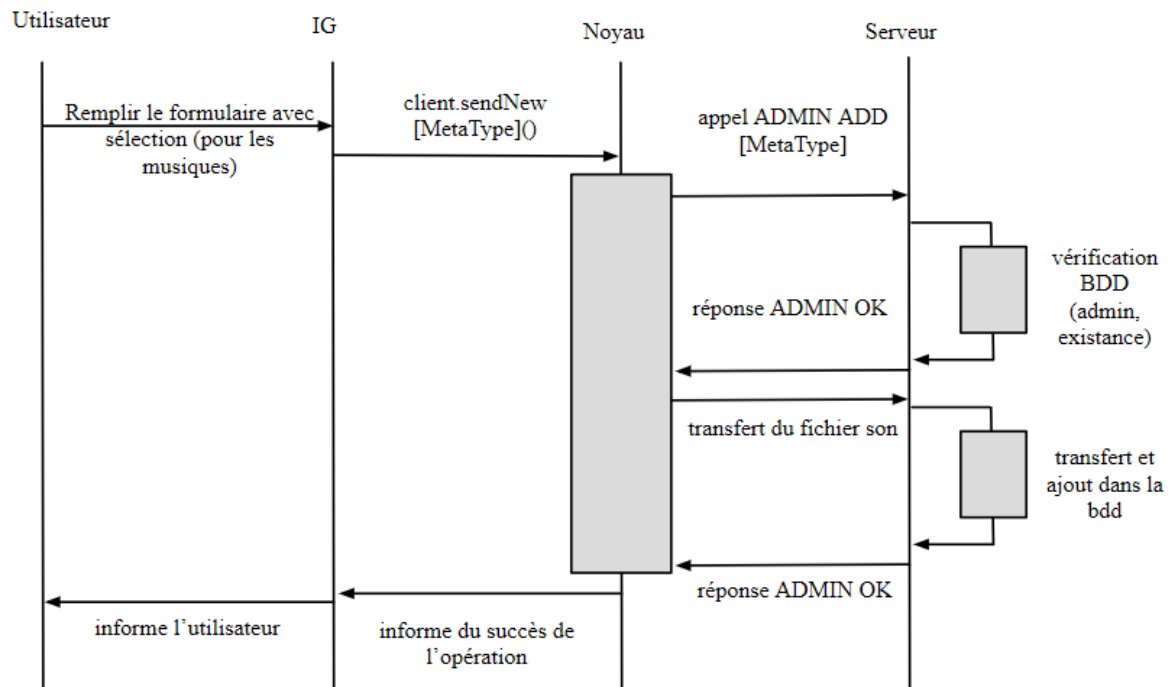 Utilisateur
IG
Noyau
Serveur
Remplir le formulaire avec
sélection (pour les
musiques)
client.sendNew
[MetaType]()
appel ADMIN ADD
[MetaType]
vérification
BDD
(admin,
existance)
réponse ADMIN OK
transfert du fichier son
transfert et
ajout dans la
bdd
réponse ADMIN OK
informe du succès de
l'opération
informe l'utilisateur